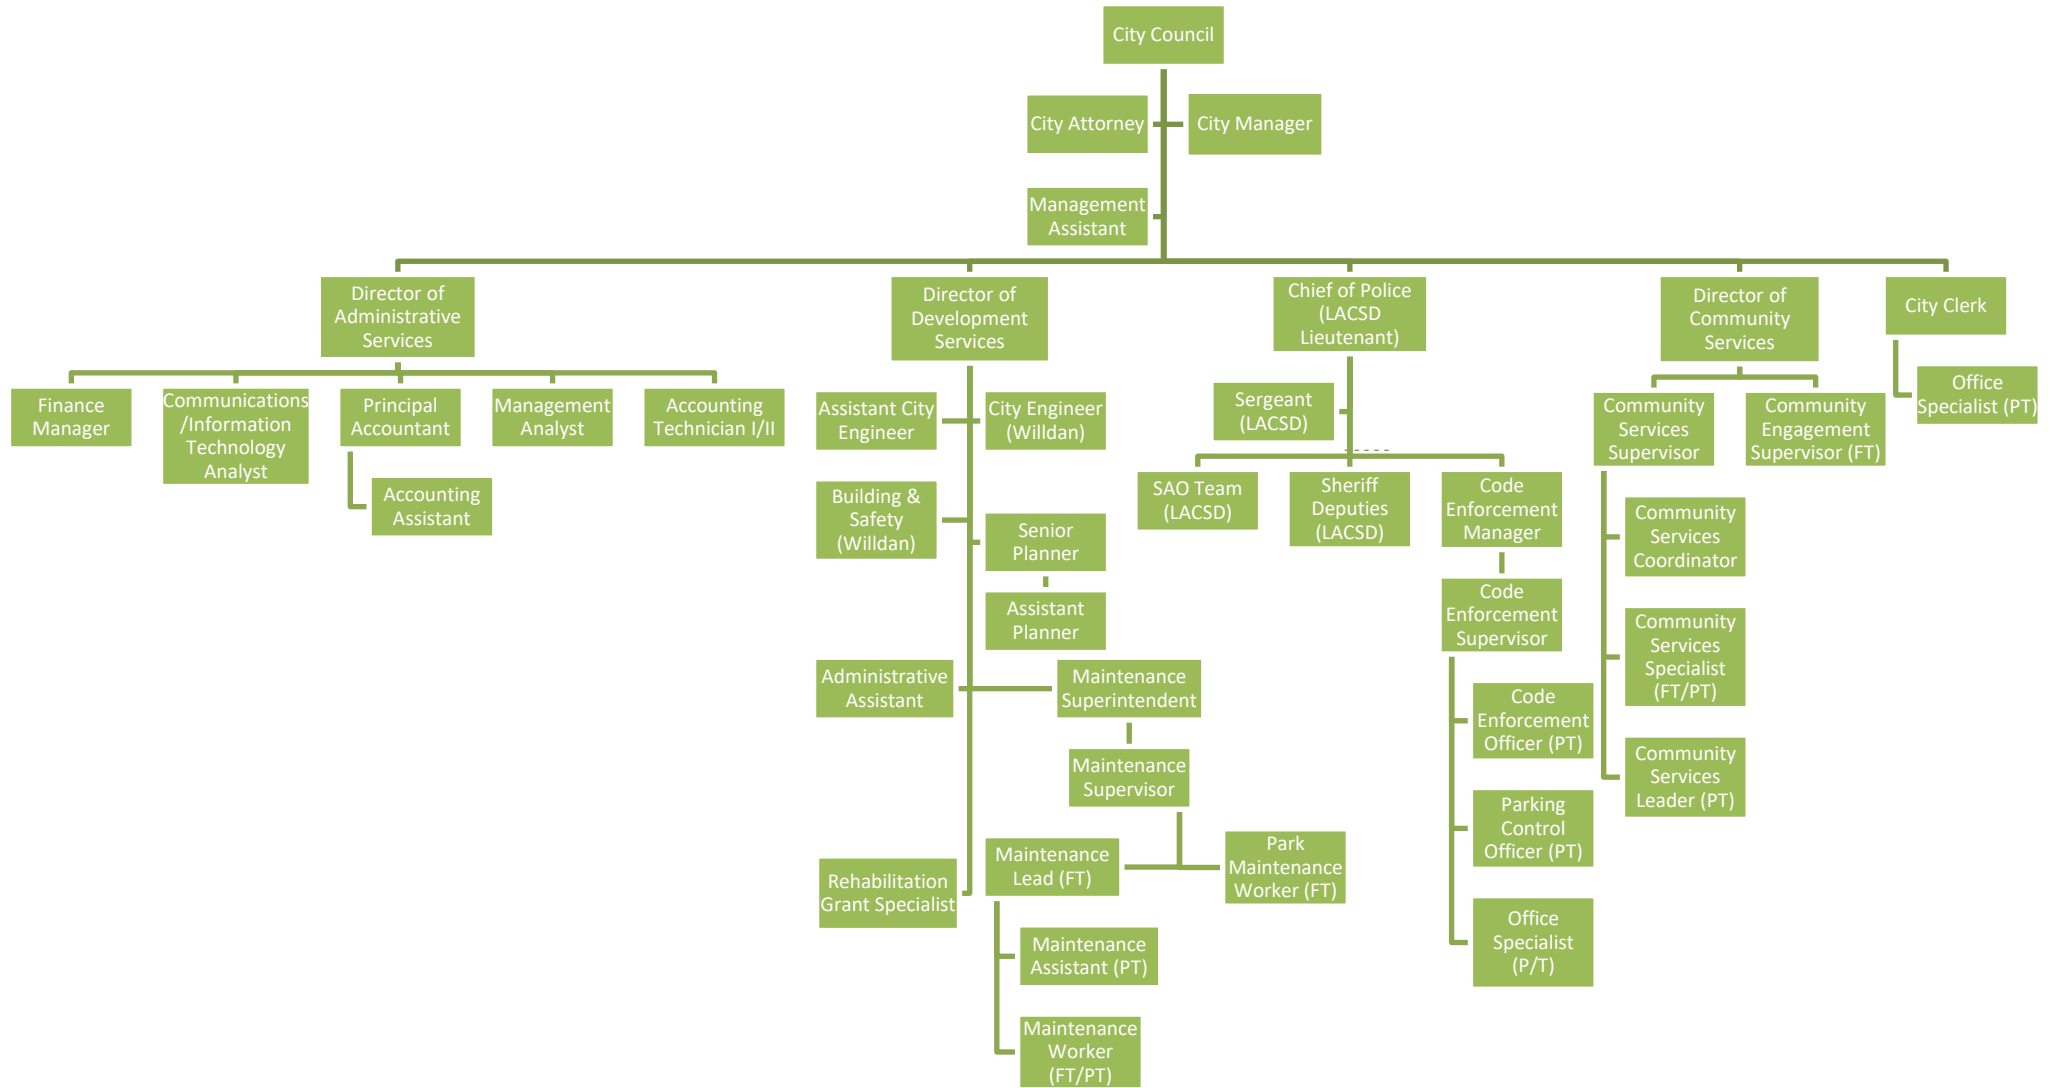 City Council
City Attorney
City Manager
Management
Assistant
Director of
Administrative
Services
Director of
Development
Services
Chief of Police
(LACSD
Lieutenant)
Director of
Community
Services
City Clerk
Finance
Manager
Communications
/Information
Technology
Analyst
Principal
Accountant
Management
Analyst
Accounting
Technician I/II
Accounting
Assistant
Assistant City
Engineer
City Engineer
(Willdan)
Building &
Safety
(Willdan)
Senior
Planner
Assistant
Planner
Administrative
Assistant
Maintenance
Superintendent
Maintenance
Supervisor
Maintenance
Lead (FT)
Park
Maintenance
Worker (FT)
Rehabilitation
Grant Specialist
Maintenance
Assistant (PT)
Maintenance
Worker
(FT/PT)
Sergeant
(LACSD)
SAO Team
(LACSD)
Sheriff
Deputies
(LACSD)
Code
Enforcement
Manager
Code
Enforcement
Supervisor
Code
Enforcement
Officer (PT)
Parking
Control
Officer (PT)
Office
Specialist
(P/T)
Community
Services
Supervisor
Community
Engagement
Supervisor (FT)
Community
Services
Coordinator
Community
Services
Specialist
(FT/PT)
Community
Services
Leader (PT)
Office
Specialist (PT)